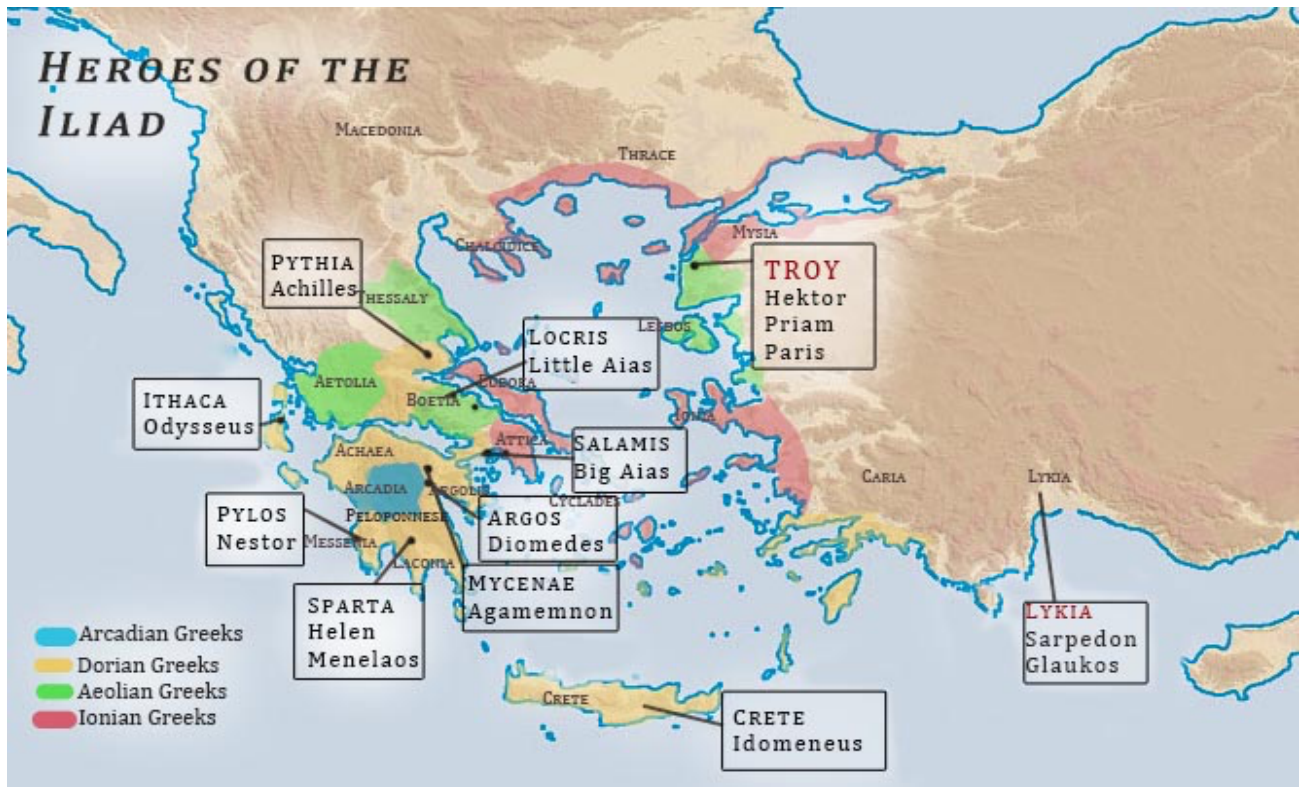 HEROES OF THE
ILIAD
MACEDONIA
THRACE
CHALCIDICE
MYSIA
PYTHIA
Achilles
THESSALY
TROY
Hektor
Priam
Paris
LESBOS
LOCRIS
Little Aias
EUBOEA
AETOLIA
BOETIA
ITHACA
Odysseus
IONIA
ATTICA
SALAMIS
Big Aias
ACHAEA
ARCADIA
ARGOLIS
CYCLADES
CARIA
LYKIA
PELOPONNESE
PYLOS
Nestor
MESSENIA
ARGOS
Diomedes
LACONIA
MYCENAE
Agamemnon
SPARTA
Helen
Menelaos
LYKIA
Sarpedon
Glaukos
Arcadian Greeks
Dorian Greeks
Aeolian Greeks
Ionian Greeks
CRETE
CRETE
Idomeneus